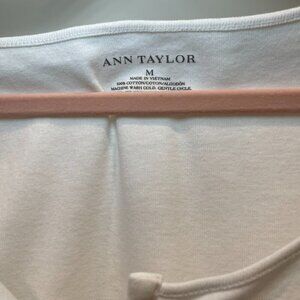 ANN TAYLOR
M
MADE IN VIETNAM
100% COTTON/COTON/ALGODÓN
MACHINE WASH COLD. GENTLE CYCLE.